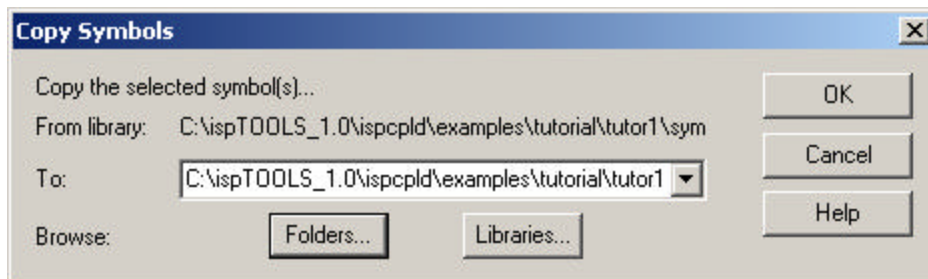 Copy Symbols
Copy the selected symbol(s)...
OK
From library: C:\ispTOOLS_1.0\ispcpld\examples\tutorial\tutor1\sym
Cancel
To: C:\ispTOOLS_1.0\ispcpld\examples\tutorial\tutor1
Help
Browse: Folders... Libraries...